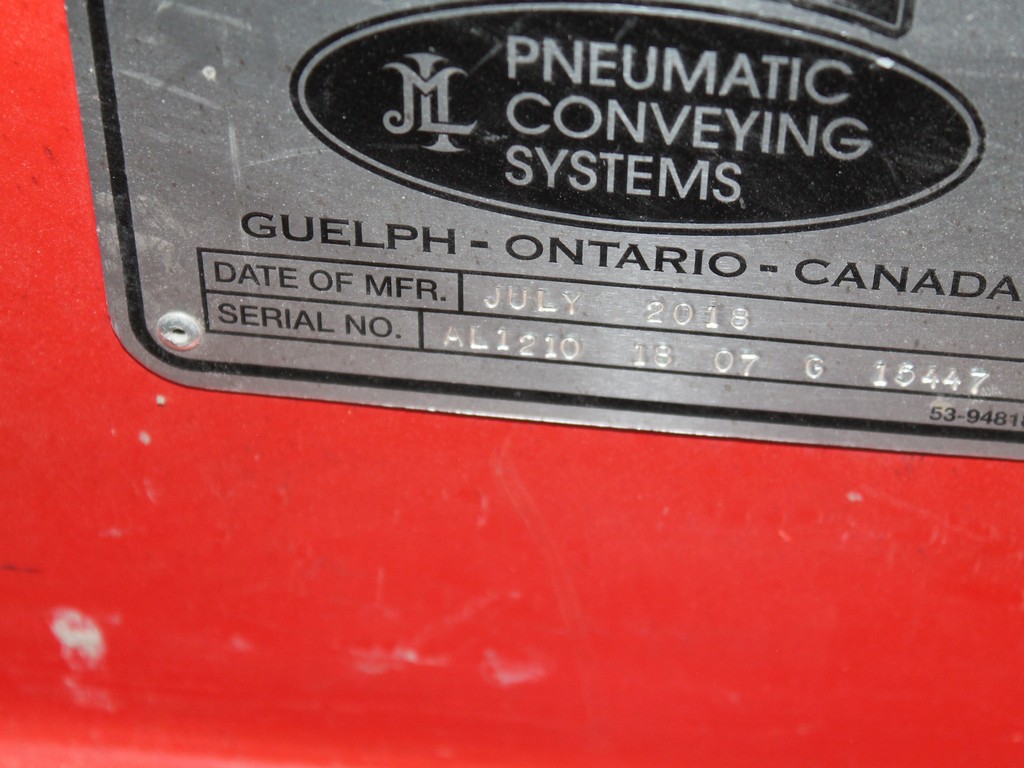 PNEUMATIC
CONVEYING
SYSTEMS
GUELPH - ONTARIO - CANADA
DATE OF MFR. JULY 2018
SERIAL NO. AL1210 18 07 G 15447